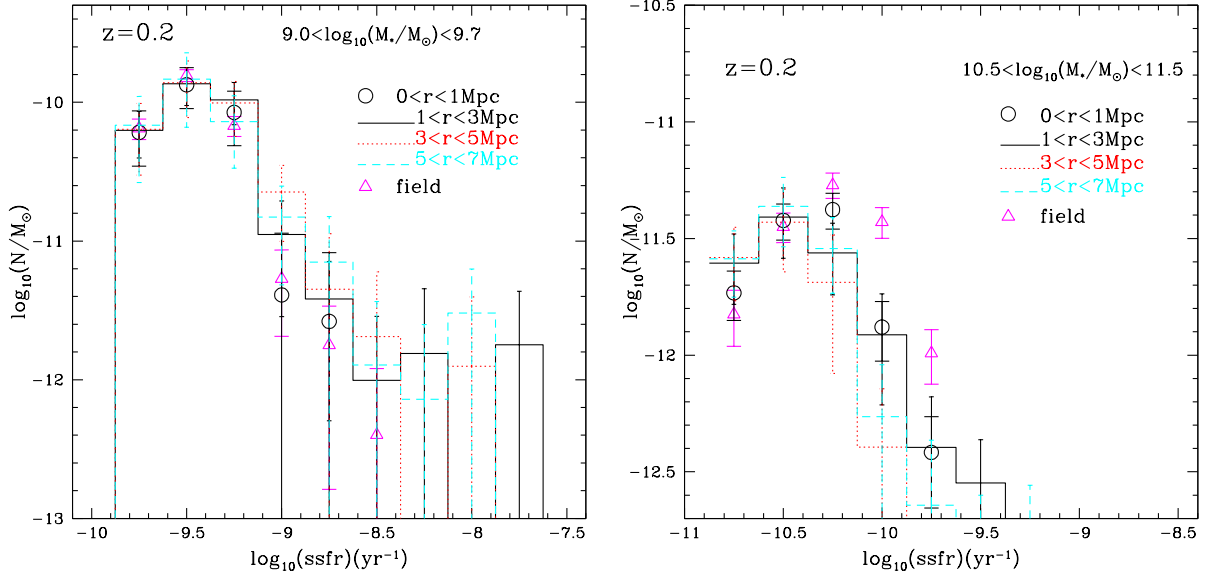 z=0.2
9.0<log₁₀(M*/M⊙)<9.7
0<r<1Mpc
1<r<3Mpc
3<r<5Mpc
5<r<7Mpc
field
log₁₀(N/M⊙)
−10
−11
−12
−13
−10
−9.5
−9
−8.5
−8
−7.5
log₁₀(ssfr)(yr⁻¹)
z=0.2
10.5<log₁₀(M*/M⊙)<11.5
0<r<1Mpc
1<r<3Mpc
3<r<5Mpc
5<r<7Mpc
field
log₁₀(N/M⊙)
−10.5
−11
−11.5
−12
−12.5
−11
−10.5
−10
−9.5
−9
−8.5
log₁₀(ssfr)(yr⁻¹)